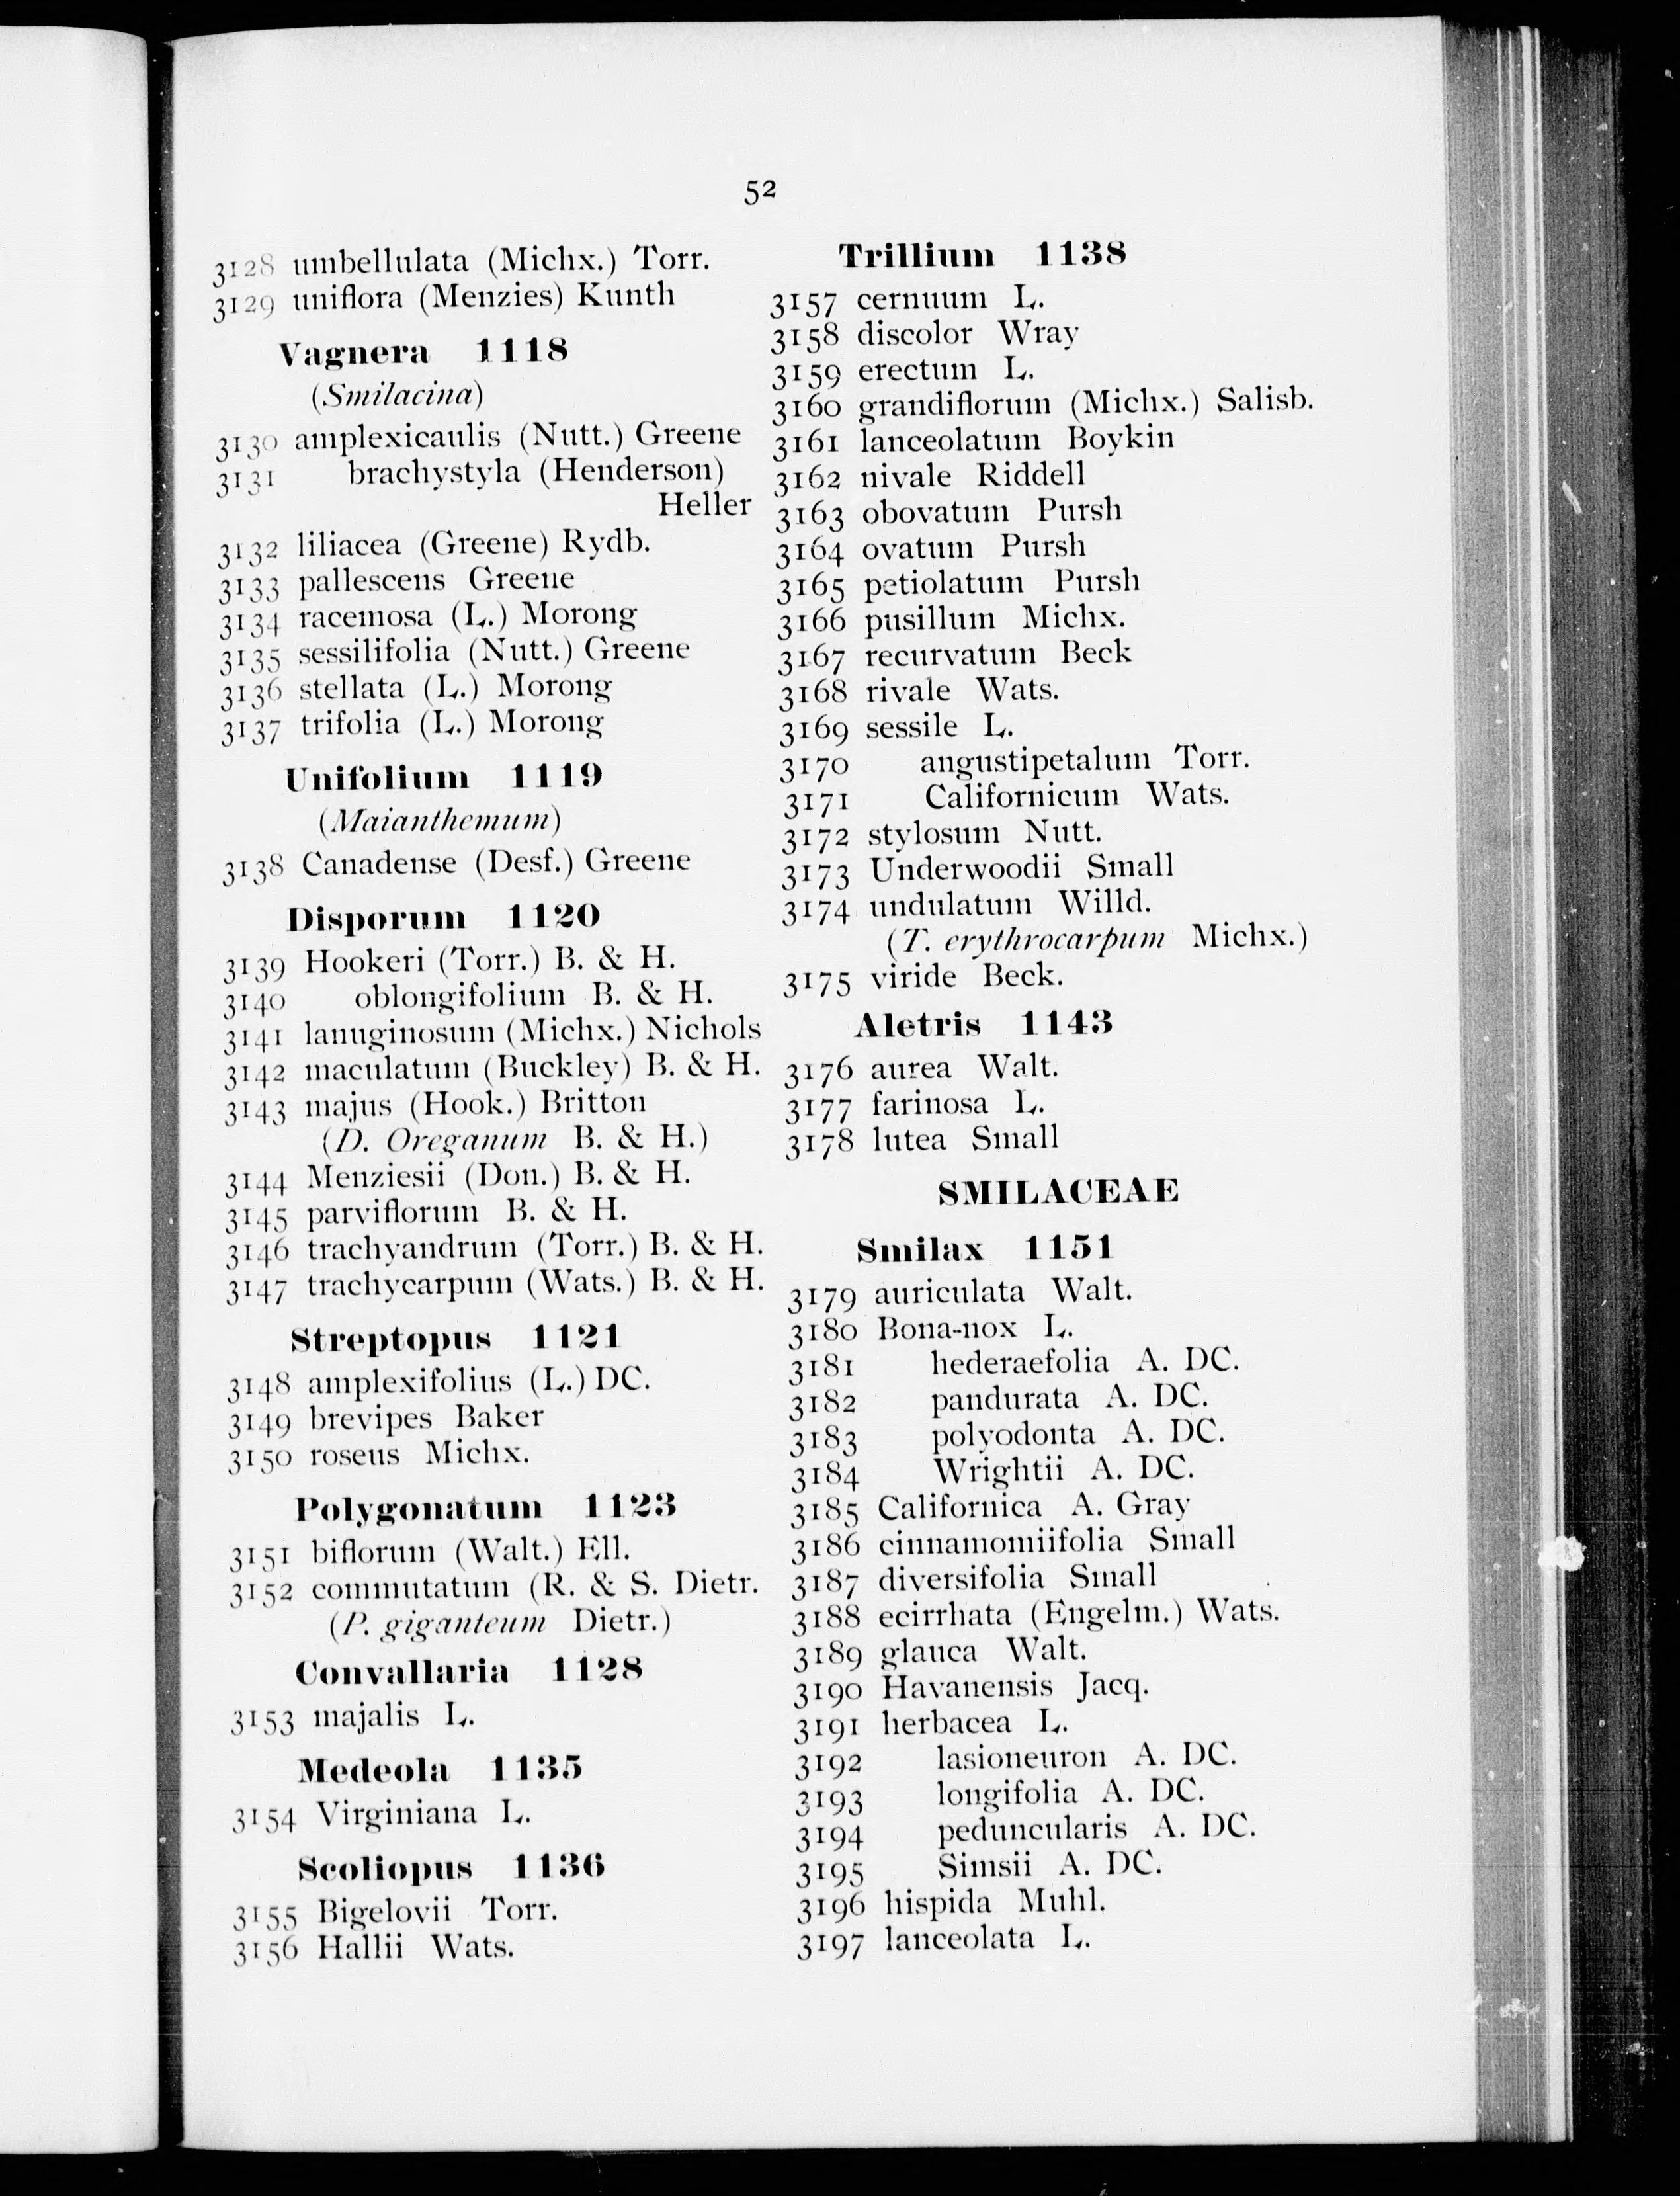 52
3128 umbellulata (Michx.) Torr.
3129 uniflora (Menzies) Kunth
Vagnera 1118
(Smilacina)
3130 amplexicaulis (Nutt.) Greene
3131 brachystyla (Henderson)
Heller
3132 liliacea (Greene) Rydb.
3133 pallescens Greene
3134 racemosa (L.) Morong
3135 sessilifolia (Nutt.) Greene
3136 stellata (L.) Morong
3137 trifolia (L.) Morong
Unifolium 1119
(Maianthemum)
3138 Canadense (Desf.) Greene
Disporum 1120
3139 Hookeri (Torr.) B. & H.
3140 oblongifolium B. & H.
3141 lanuginosum (Michx.) Nichols
3142 maculatum (Buckley) B. & H.
3143 majus (Hook.) Britton
(D. Oreganum B. & H.)
3144 Menziesii (Don.) B. & H.
3145 parviflorum B. & H.
3146 trachyandrum (Torr.) B. & H.
3147 trachycarpum (Wats.) B. & H.
Streptopus 1121
3148 amplexifolius (L.) DC.
3149 brevipes Baker
3150 roseus Michx.
Polygonatum 1123
3151 biflorum (Walt.) Ell.
3152 commutatum (R. & S. Dietr.
(P. giganteum Dietr.)
Convallaria 1128
3153 majalis L.
Medeola 1135
3154 Virginiana L.
Scoliopus 1136
3155 Bigelovii Torr.
3156 Hallii Wats.
Trillium 1138
3157 cernuum L.
3158 discolor Wray
3159 erectum L.
3160 grandiflorum (Michx.) Salisb.
3161 lanceolatum Boykin
3162 nivale Riddell
3163 obovatum Pursh
3164 ovatum Pursh
3165 petiolatum Pursh
3166 pusillum Michx.
3167 recurvatum Beck
3168 rivale Wats.
3169 sessile L.
3170 angustipetalum Torr.
3171 Californicum Wats.
3172 stylosum Nutt.
3173 Underwoodii Small
3174 undulatum Willd.
(T. erythrocarpum Michx.)
3175 viride Beck.
Aletris 1143
3176 aurea Walt.
3177 farinosa L.
3178 lutea Small
SMILACEAE
Smilax 1151
3179 auriculata Walt.
3180 Bona-nox L.
3181 hederaefolia A. DC.
3182 pandurata A. DC.
3183 polyodonta A. DC.
3184 Wrightii A. DC.
3185 Californica A. Gray
3186 cinnamomiifolia Small
3187 diversifolia Small
3188 ecirrhata (Engelm.) Wats.
3189 glauca Walt.
3190 Havanensis Jacq.
3191 herbacea L.
3192 lasioneuron A. DC.
3193 longifolia A. DC.
3194 peduncularis A. DC.
3195 Simsii A. DC.
3196 hispida Muhl.
3197 lanceolata L.